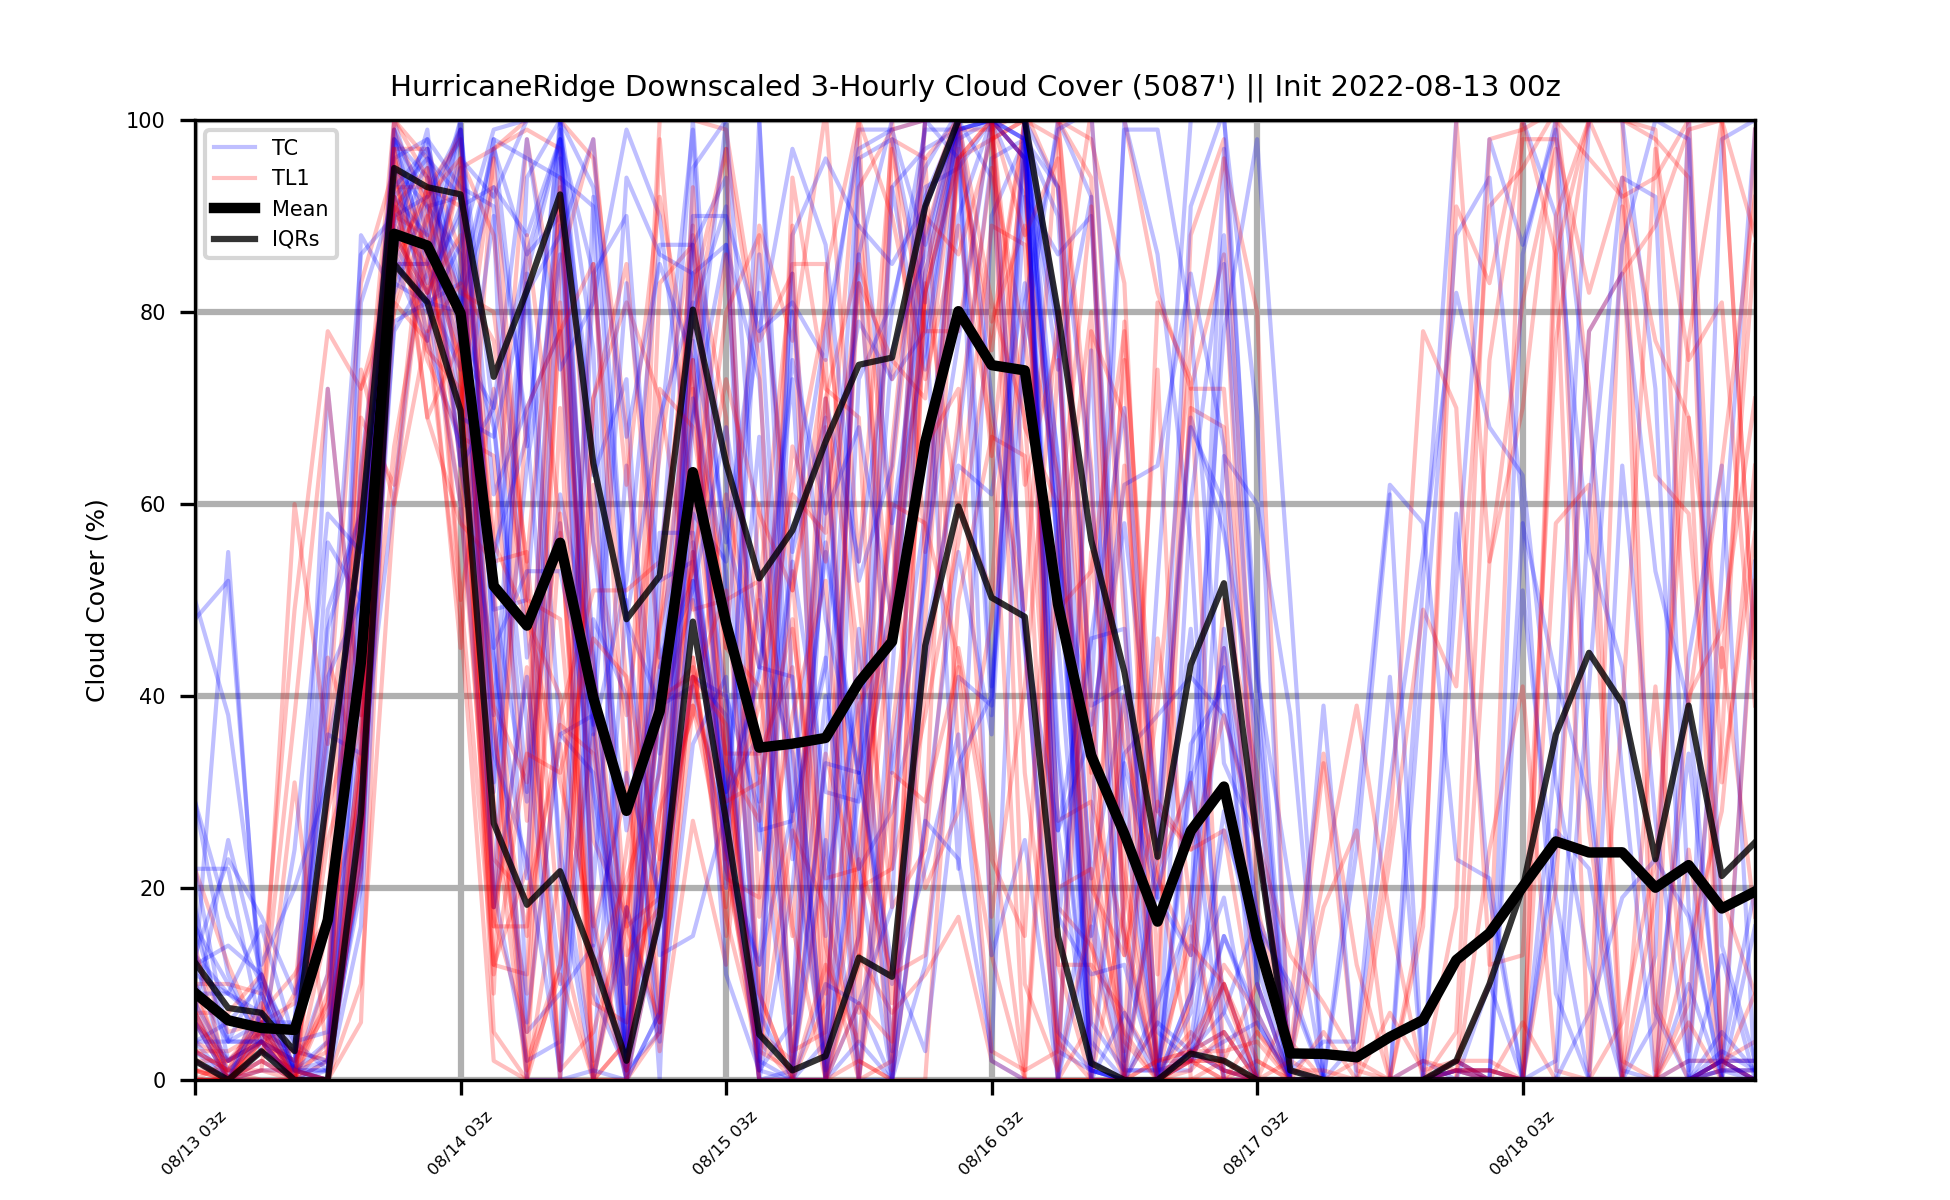 HurricaneRidge Downscaled 3-Hourly Cloud Cover (5087') || Init 2022-08-13 00z
TC
TL1
Mean
IQRs
Cloud Cover (%)
100
80
60
40
20
0
08/13 03z
08/14 03z
08/15 03z
08/16 03z
08/17 03z
08/18 03z